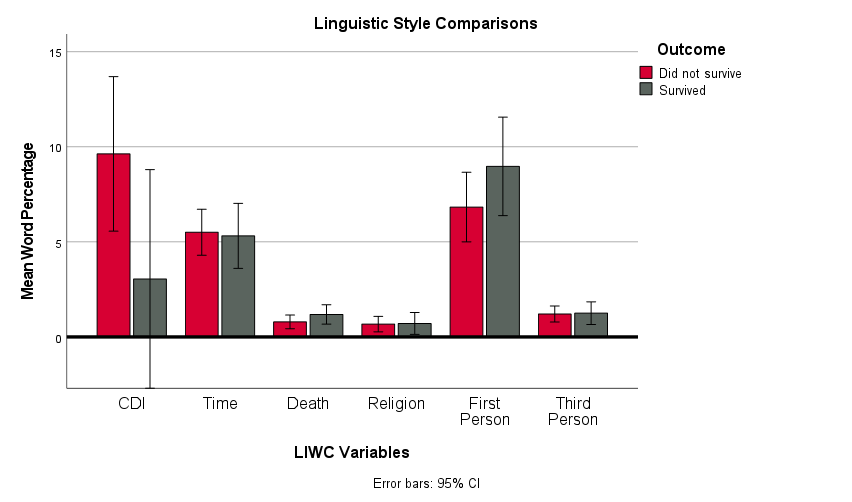 Linguistic Style Comparisons
Outcome
Did not survive
Survived
Mean Word Percentage
15
10
5
0
CDI
Time
Death
Religion
First Person
Third Person
LIWC Variables
Error bars: 95% CI